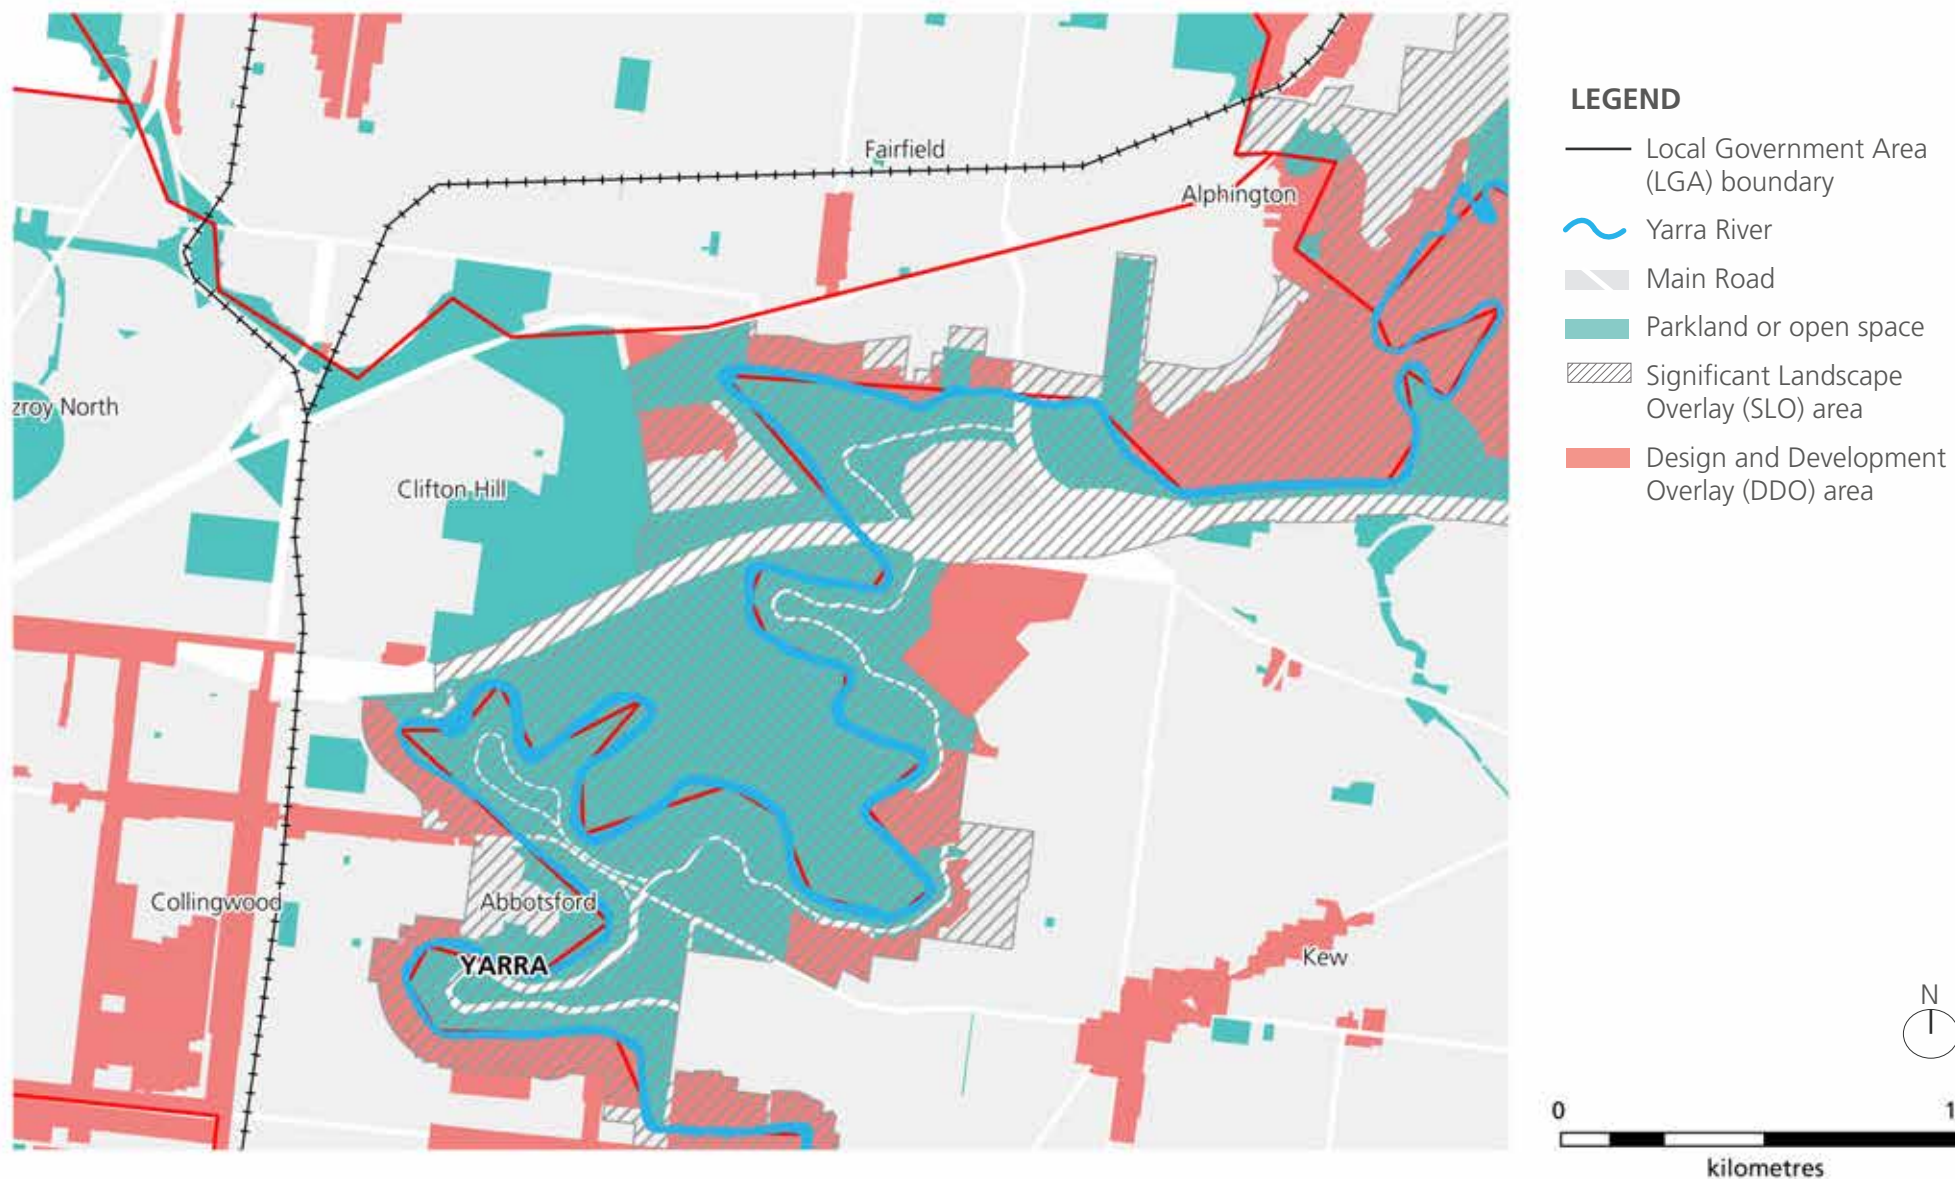 Fairfield
Alphington
zroy North
Clifton Hill
Collingwood
Abbotsford
YARRA
Kew
LEGEND
Local Government Area
(LGA) boundary
Yarra River
Main Road
Parkland or open space
Significant Landscape
Overlay (SLO) area
Design and Development
Overlay (DDO) area
N
0 1
kilometres